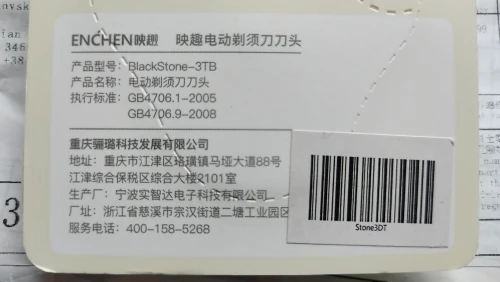 ENCHEN映趣 映趣电动剃须刀刀头
产品型号: BlackStone-3TB
产品名称: 电动剃须刀刀头
执行标准: GB4706.1-2005
GB4706.9-2008
重庆骊璐科技发展有限公司
地址: 重庆市江津区珞璜镇马垭大道88号
江津综合保税区综合大楼2101室
生产厂: 宁波实智达电子科技有限公司
厂址: 浙江省慈溪市宗汉街道二塘工业园区
服务电话: 400-158-5268
Stone3DT
3
346
+38